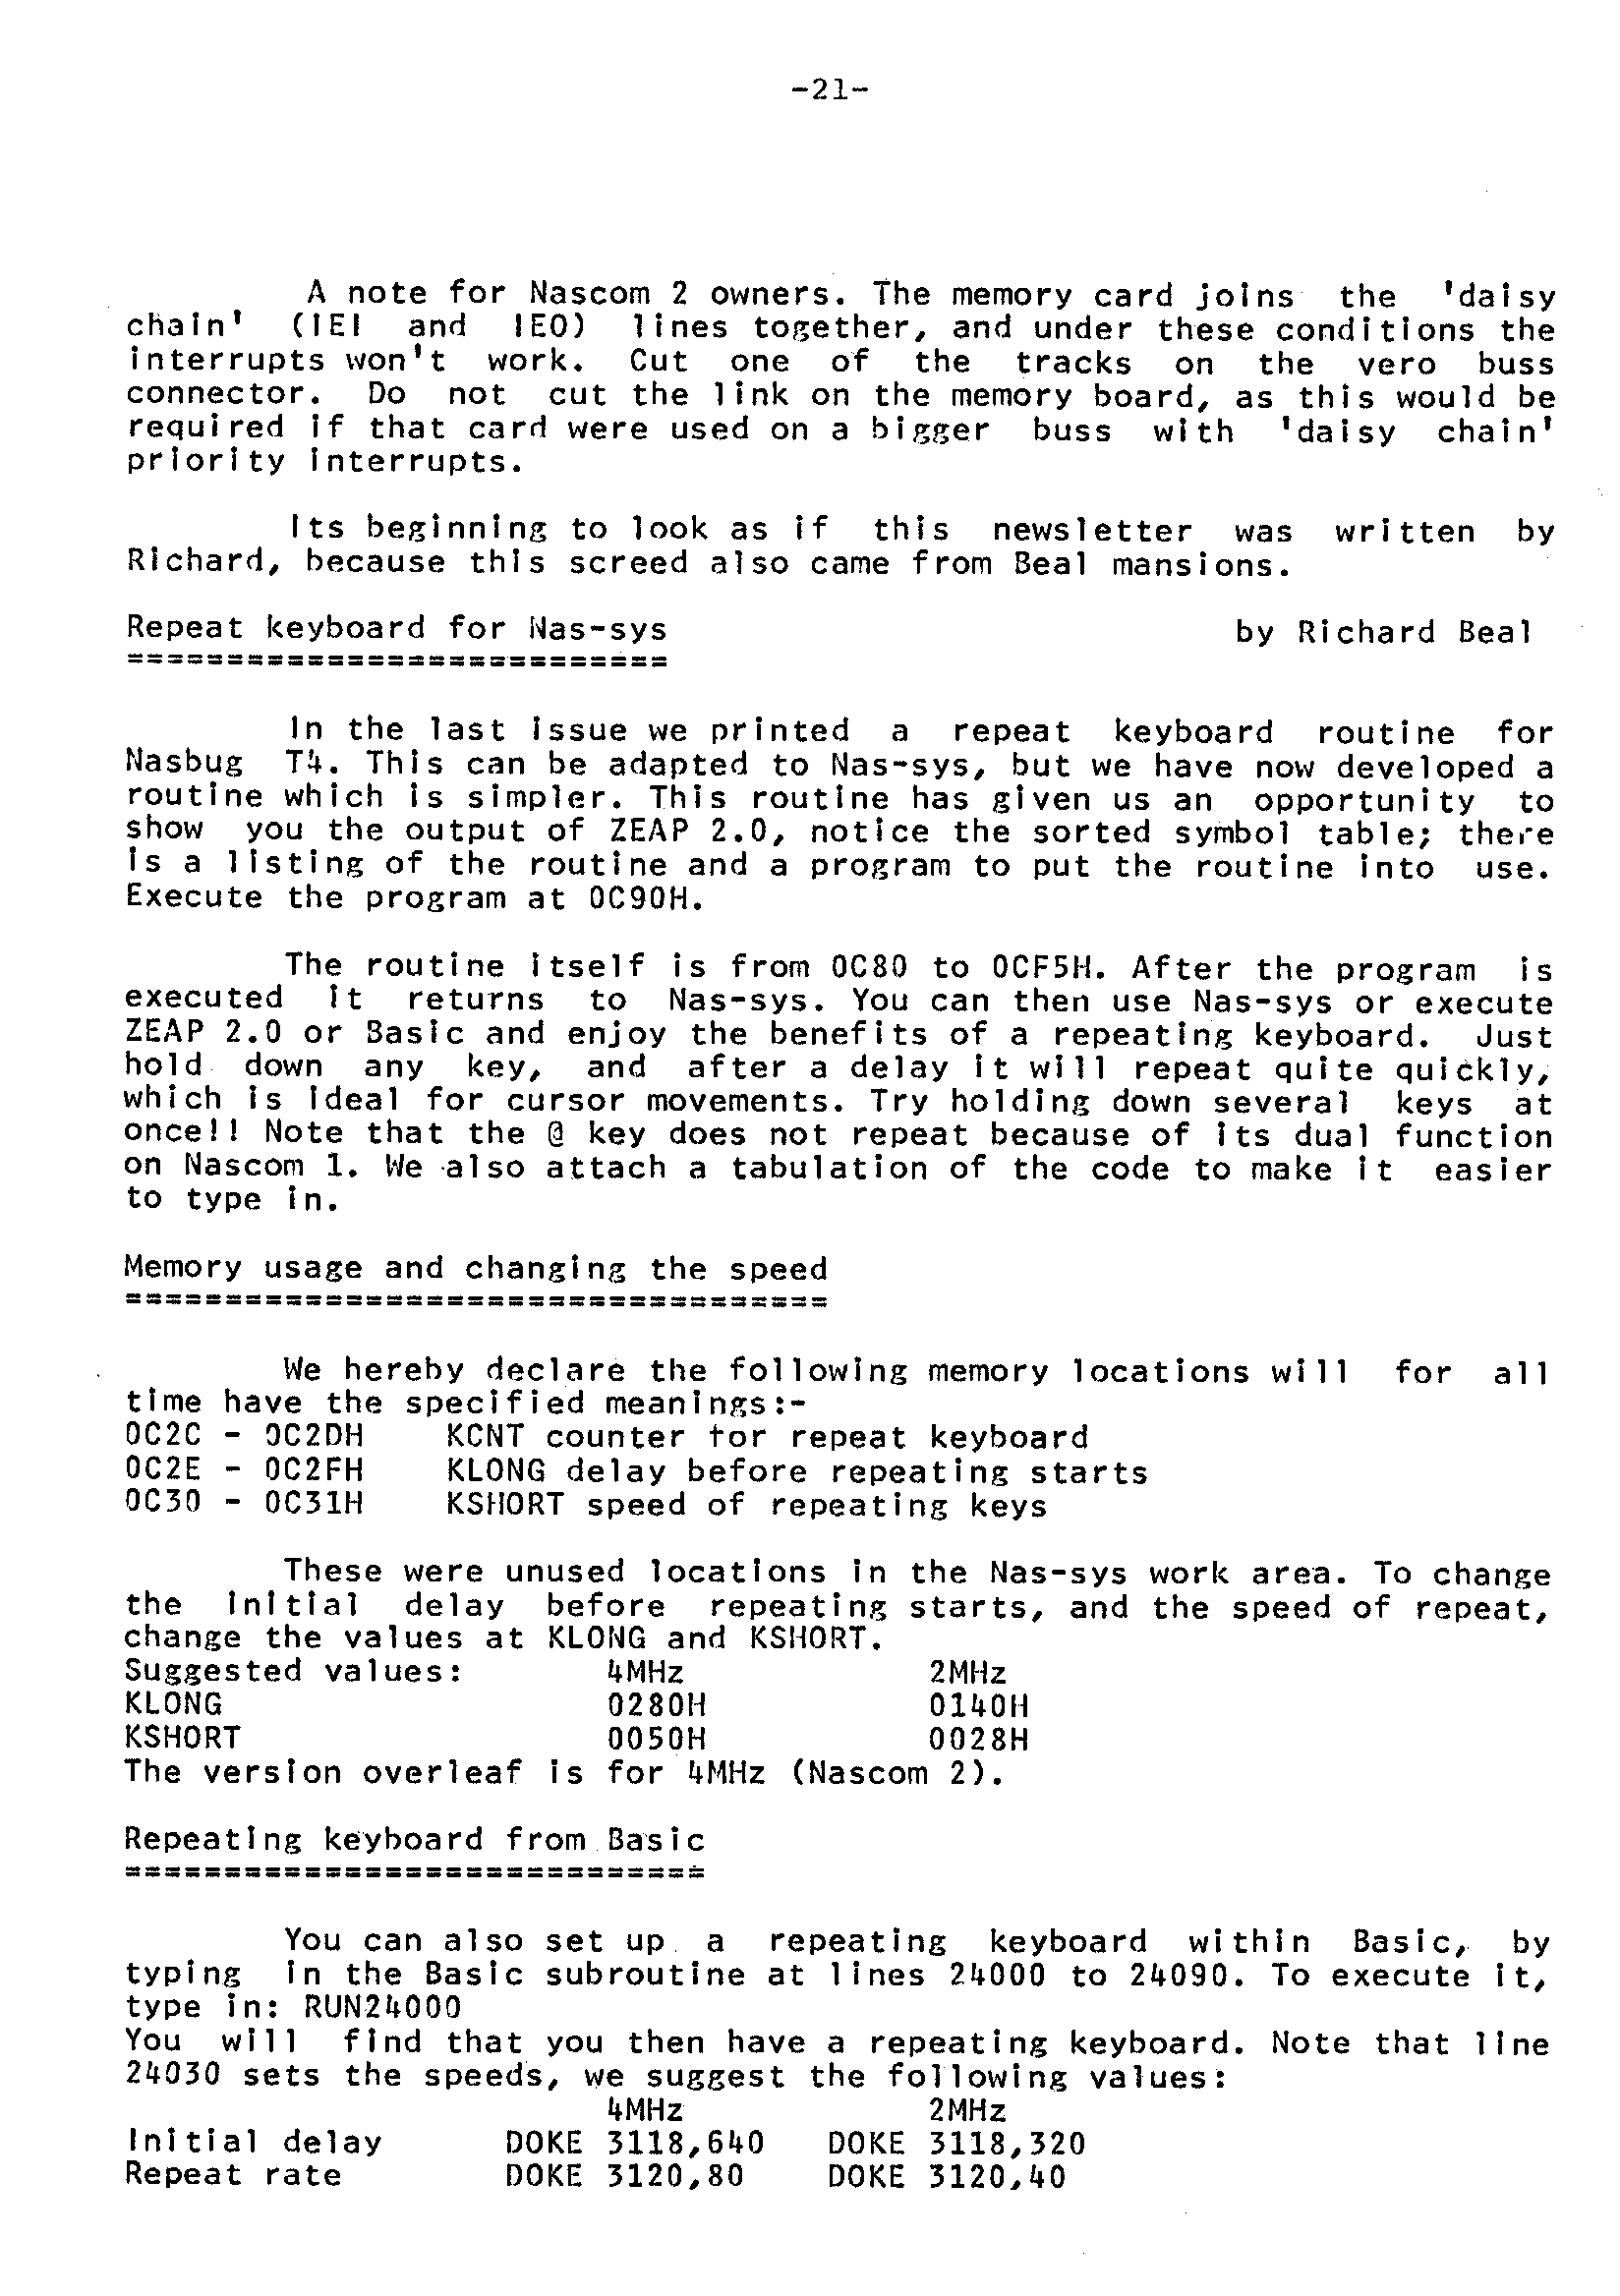 -21-
A note for Nascom 2 owners. The memory card joins the 'daisy
chain' (IEI and IEO) lines together, and under these conditions the
interrupts won't work. Cut one of the tracks on the vero buss
connector. Do not cut the link on the memory board, as this would be
required if that card were used on a bigger buss with 'daisy chain'
priority interrupts.
Its beginning to look as if this newsletter was written by
Richard, because this screed also came from Beal mansions.
Repeat keyboard for Nas-sys by Richard Beal
===========================
In the last issue we printed a repeat keyboard routine for
Nasbug T4. This can be adapted to Nas-sys, but we have now developed a
routine which is simpler. This routine has given us an opportunity to
show you the output of ZEAP 2.0, notice the sorted symbol table; there
is a listing of the routine and a program to put the routine into use.
Execute the program at 0C90H.
The routine itself is from 0C80 to 0CF5H. After the program is
executed it returns to Nas-sys. You can then use Nas-sys or execute
ZEAP 2.0 or Basic and enjoy the benefits of a repeating keyboard. Just
hold down any key, and after a delay it will repeat quite quickly,
which is ideal for cursor movements. Try holding down several keys at
once!! Note that the @ key does not repeat because of its dual function
on Nascom 1. We also attach a tabulation of the code to make it easier
to type in.
Memory usage and changing the speed
===================================
We hereby declare the following memory locations will for all
time have the specified meanings:-
0C2C - 0C2DH KCNT counter for repeat keyboard
0C2E - 0C2FH KLONG delay before repeating starts
0C30 - 0C31H KSHORT speed of repeating keys
These were unused locations in the Nas-sys work area. To change
the initial delay before repeating starts, and the speed of repeat,
change the values at KLONG and KSHORT.
Suggested values: 4MHz 2MHz
KLONG 0280H 0140H
KSHORT 0050H 0028H
The version overleaf is for 4MHz (Nascom 2).
Repeating keyboard from Basic
=============================
You can also set up a repeating keyboard within Basic, by
typing in the Basic subroutine at lines 24000 to 24090. To execute it,
type in: RUN24000
You will find that you then have a repeating keyboard. Note that line
24030 sets the speeds, we suggest the following values:
4MHz 2MHz
Initial delay DOKE 3118,640 DOKE 3118,320
Repeat rate DOKE 3120,80 DOKE 3120,40